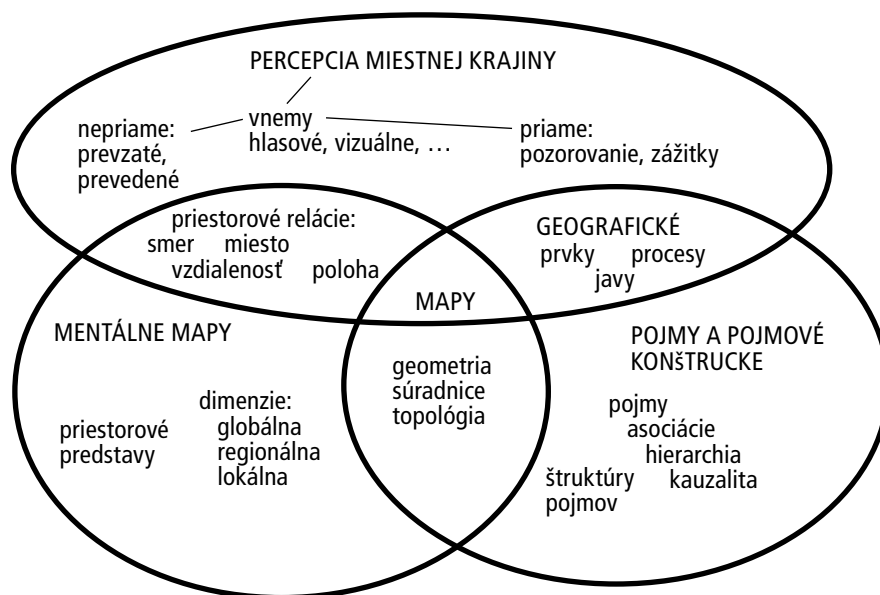 PERCEPCIA MIESTNEJ KRAJINY
nepriame:
prevzaté,
prevedené
vnemy
hlasové, vizuálne, ...
priame:
pozorovanie, zážitky
priestorové relácie:
smer miesto
vzdialenosť poloha
GEOGRAFICKÉ
prvky procesy
javy
MAPY
MENTÁLNE MAPY
priestorové
predstavy
dimenzie:
globálna
regionálna
lokálna
geometria
súradnice
topológia
POJMY A POJMOVÉ
KONšTRUCKE
pojmy
asociácie
hierarchia
kauzalita
štruktúry
pojmov